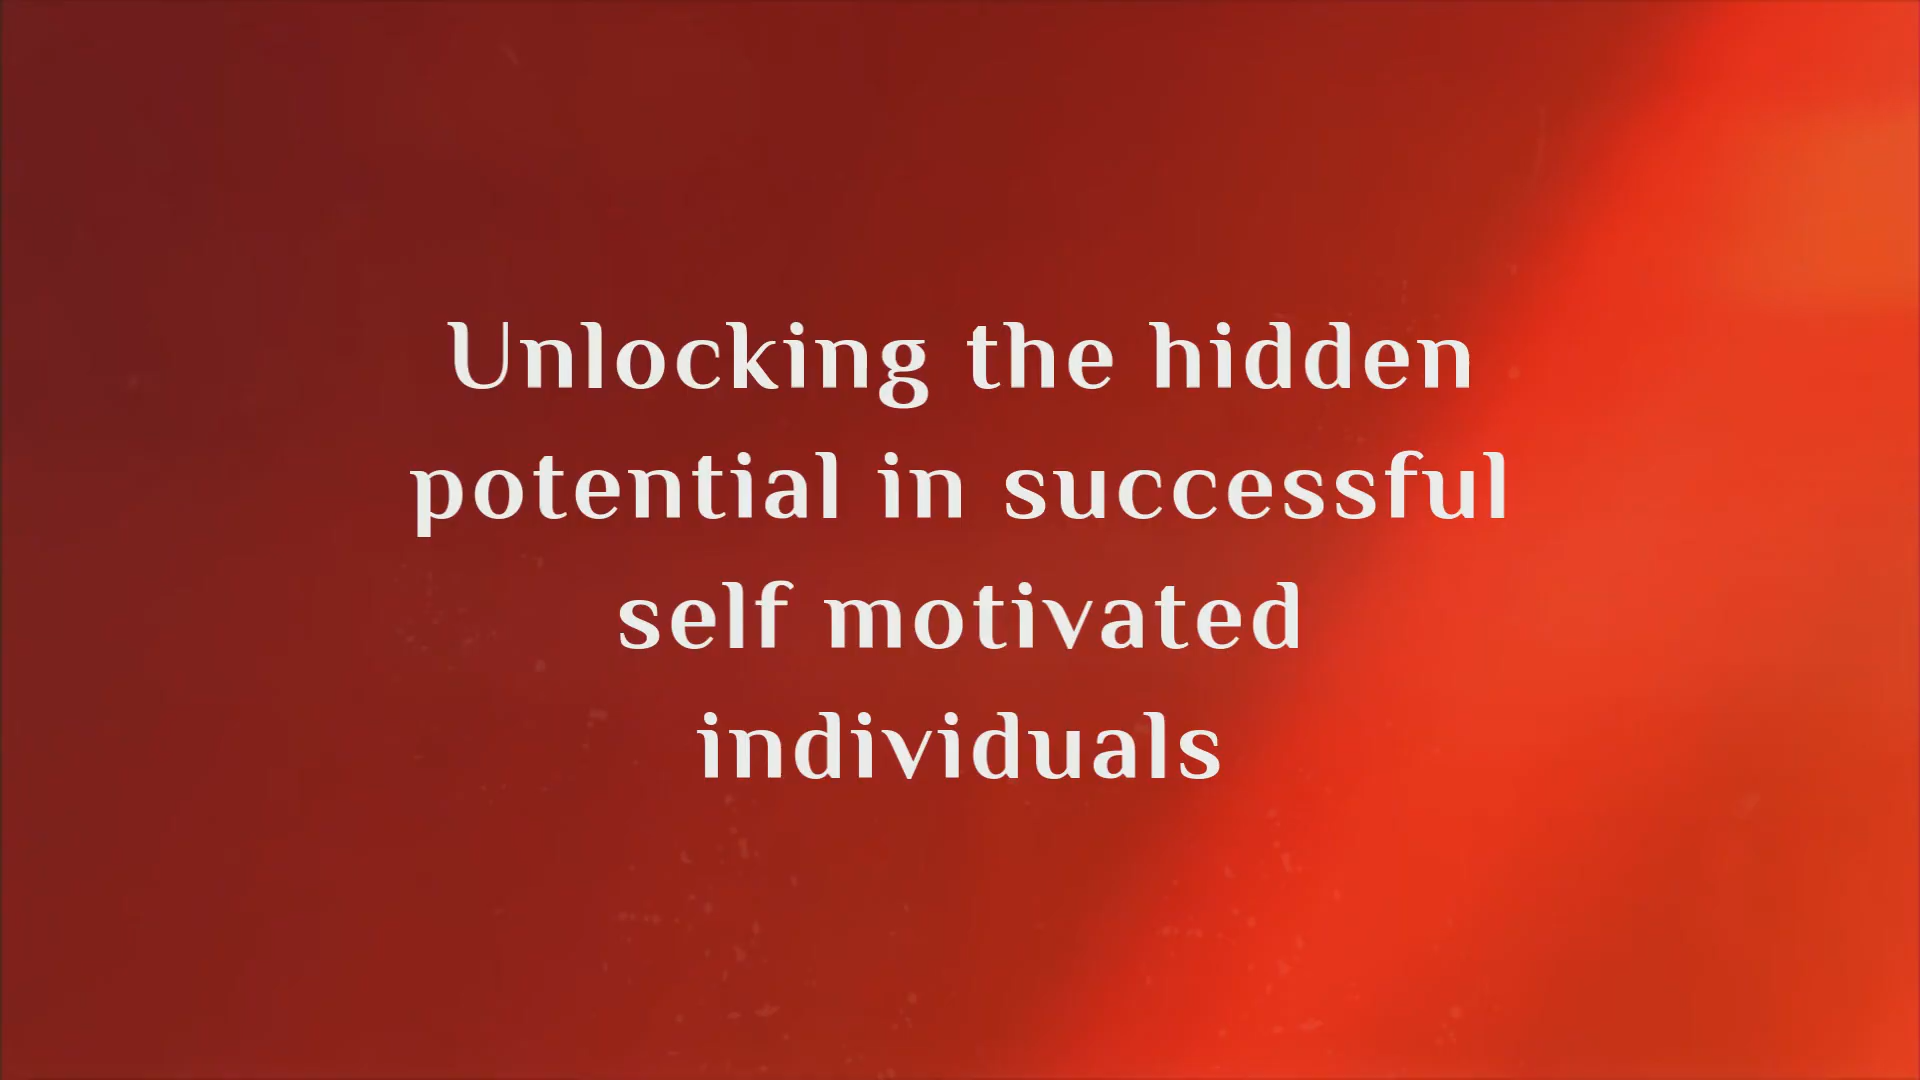 Unlocking the hidden
potential in successful
self motivated
individuals